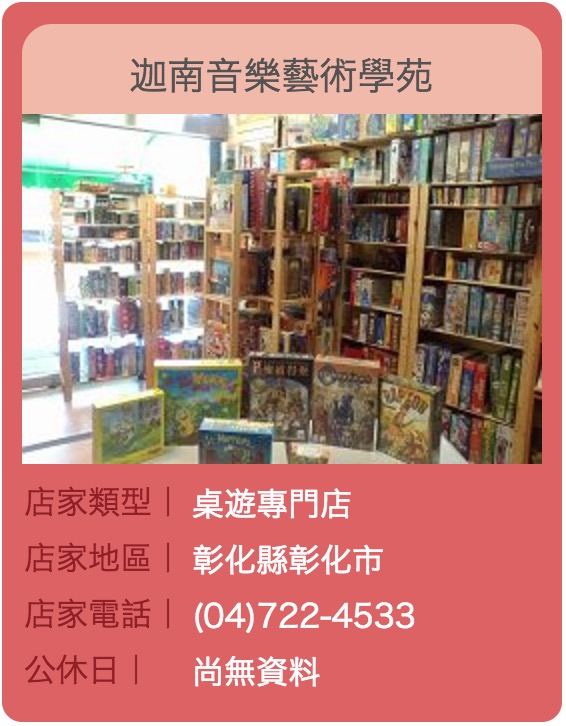 迦南音樂藝術學苑
店家類型｜ 桌遊專門店
店家地區｜ 彰化縣彰化市
店家電話｜ (04)722-4533
公休日｜ 尚無資料